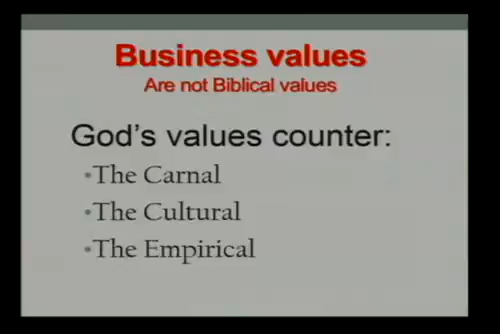 Business values
Are not Biblical values
God's values counter:
•The Carnal
•The Cultural
•The Empirical